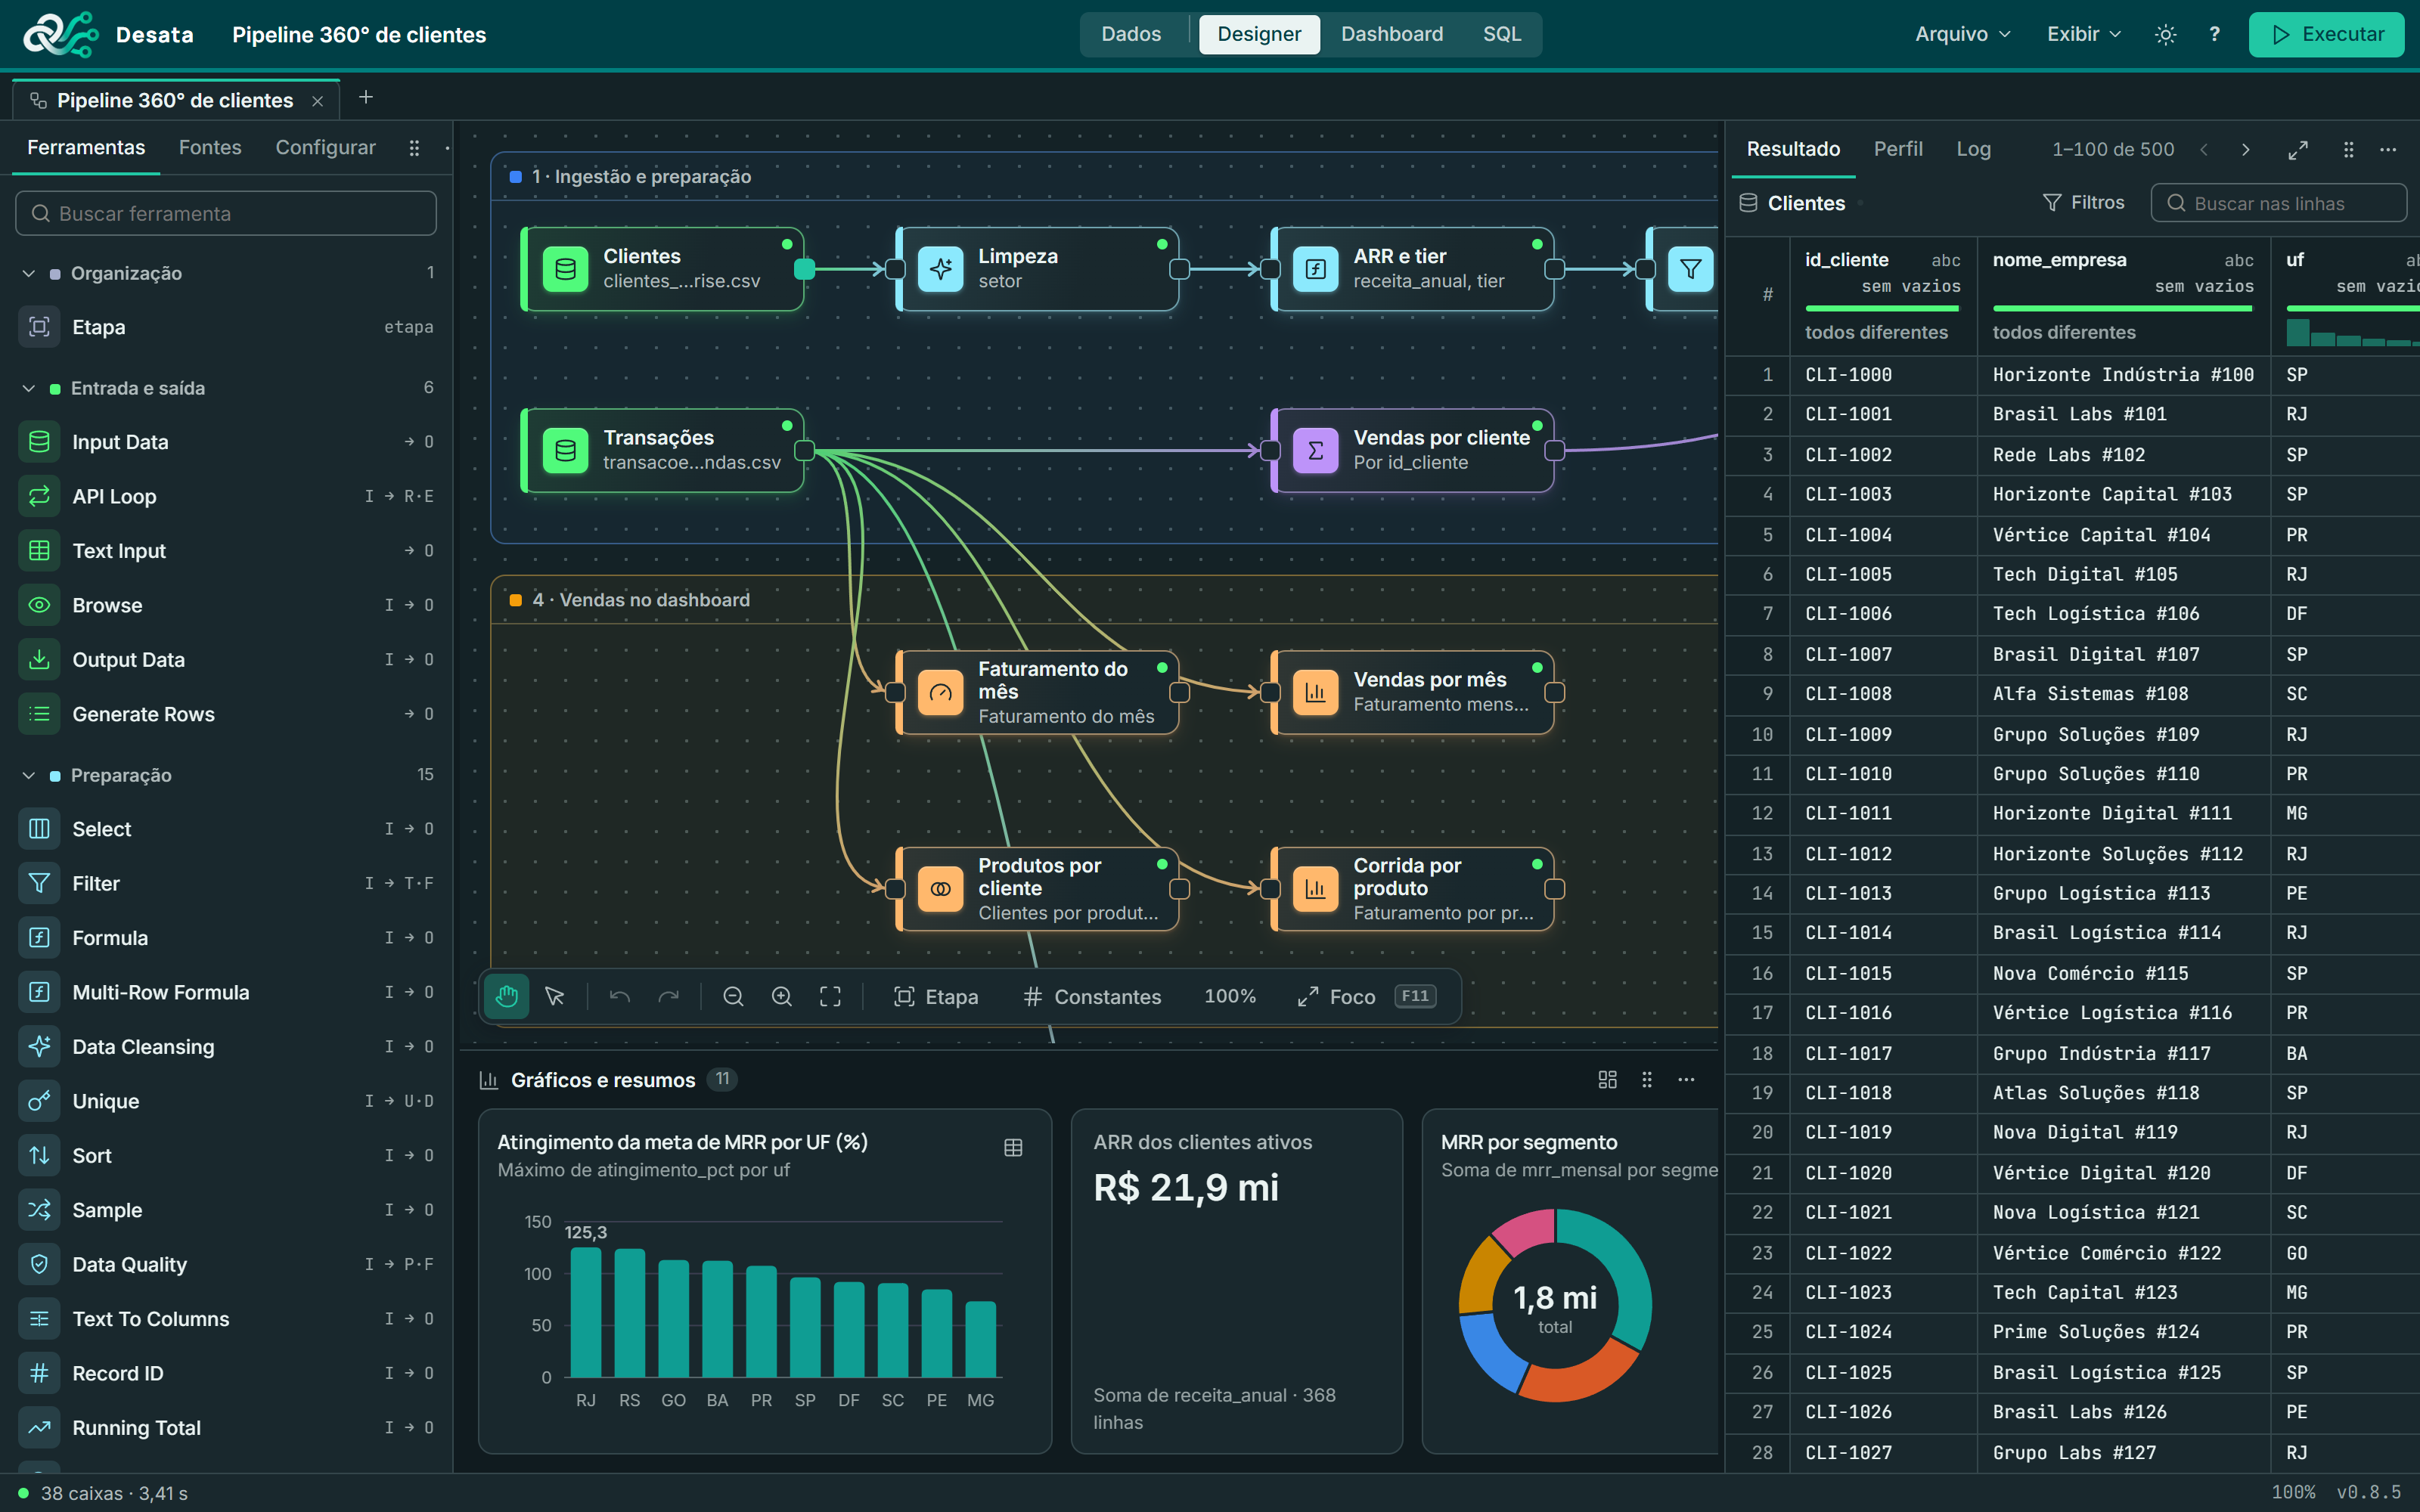 Desata
Pipeline 360° de clientes
Dados
Designer
Dashboard
SQL
Arquivo
Exibir
?
Executar
Pipeline 360° de clientes
Ferramentas
Fontes
Configurar
Buscar ferramenta
Organização 1
Etapa etapa
Entrada e saída 6
Input Data → O
API Loop I → R·E
Text Input → O
Browse I → O
Output Data I → O
Generate Rows → O
Preparação 15
Select I → O
Filter I → T·F
Formula I → O
Multi-Row Formula I → O
Data Cleansing I → O
Unique I → U·D
Sort I → O
Sample I → O
Data Quality I → P·F
Text To Columns I → O
Record ID I → O
Running Total I → O
1 · Ingestão e preparação
Clientes
clientes_...rise.csv
Limpeza
setor
ARR e tier
receita_anual, tier
Transações
transacoe...ndas.csv
Vendas por cliente
Por id_cliente
4 · Vendas no dashboard
Faturamento do
mês
Faturamento do mês
Vendas por mês
Faturamento mens...
Produtos por
cliente
Clientes por produt...
Corrida por
produto
Faturamento por pr...
Etapa
Constantes
100%
Foco F11
Gráficos e resumos 11
Atingimento da meta de MRR por UF (%)
Máximo de atingimento_pct por uf
150
125,3
100
50
0
RJ RS GO BA PR SP DF SC PE MG
ARR dos clientes ativos
R$ 21,9 mi
Soma de receita_anual · 368
linhas
MRR por segmento
Soma de mrr_mensal por segme
1,8 mi
total
Resultado
Perfil
Log
1–100 de 500
Clientes
Filtros
Buscar nas linhas
# id_cliente abc nome_empresa abc uf
sem vazios sem vazios
todos diferentes todos diferentes
1 CLI-1000 Horizonte Indústria #100 SP
2 CLI-1001 Brasil Labs #101 RJ
3 CLI-1002 Rede Labs #102 SP
4 CLI-1003 Horizonte Capital #103 SP
5 CLI-1004 Vértice Capital #104 PR
6 CLI-1005 Tech Digital #105 RJ
7 CLI-1006 Tech Logística #106 DF
8 CLI-1007 Brasil Digital #107 SP
9 CLI-1008 Alfa Sistemas #108 SC
10 CLI-1009 Grupo Soluções #109 RJ
11 CLI-1010 Grupo Soluções #110 PR
12 CLI-1011 Horizonte Digital #111 MG
13 CLI-1012 Horizonte Soluções #112 RJ
14 CLI-1013 Grupo Logística #113 PE
15 CLI-1014 Brasil Logística #114 RJ
16 CLI-1015 Nova Comércio #115 SP
17 CLI-1016 Vértice Logística #116 PR
18 CLI-1017 Grupo Indústria #117 BA
19 CLI-1018 Atlas Soluções #118 SP
20 CLI-1019 Nova Digital #119 RJ
21 CLI-1020 Vértice Digital #120 DF
22 CLI-1021 Nova Logística #121 SC
23 CLI-1022 Vértice Comércio #122 GO
24 CLI-1023 Tech Capital #123 MG
25 CLI-1024 Prime Soluções #124 PR
26 CLI-1025 Brasil Logística #125 SP
27 CLI-1026 Brasil Labs #126 PE
28 CLI-1027 Grupo Labs #127 RJ
38 caixas · 3,41 s
100% v0.8.5